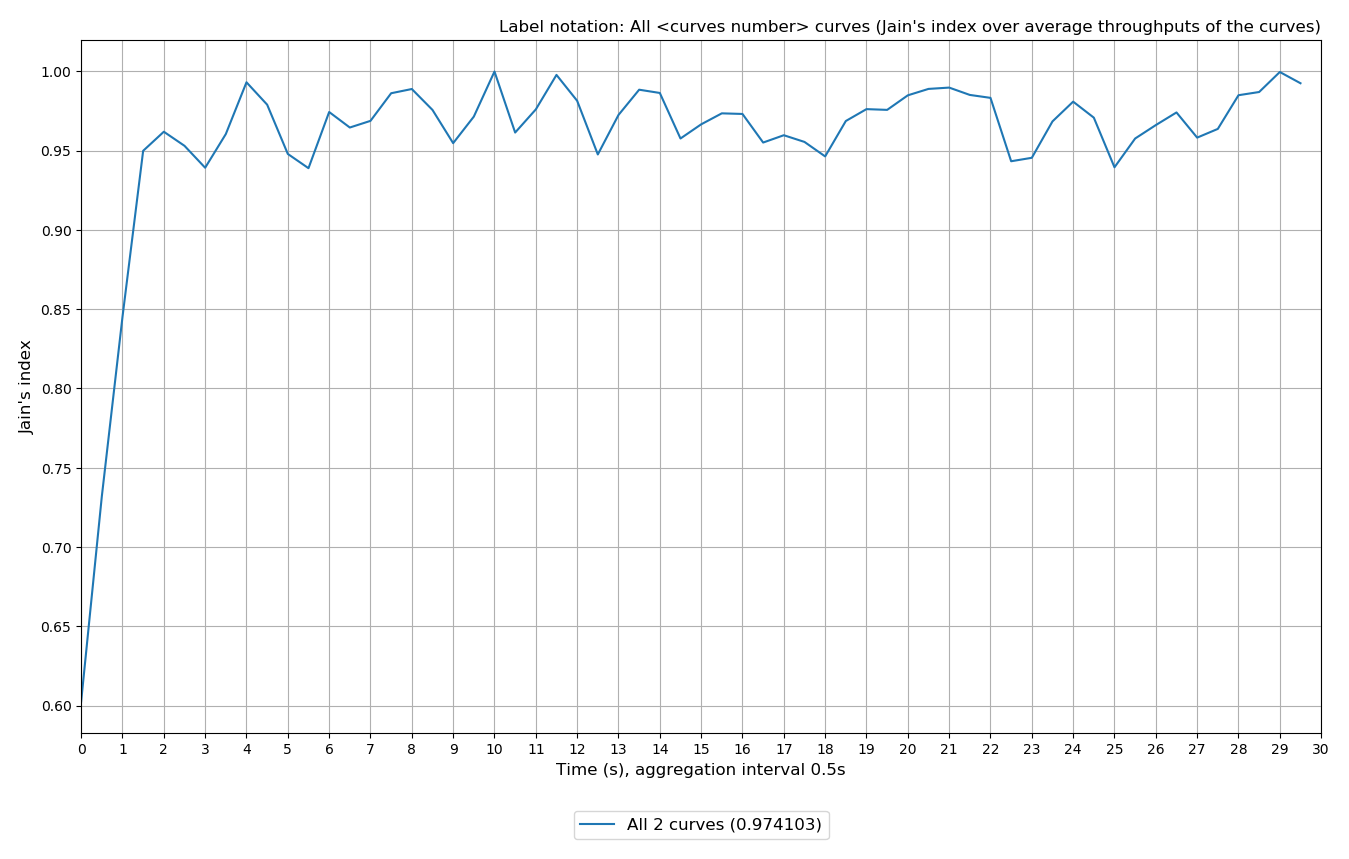 Label notation: All <curves number> curves (Jain's index over average throughputs of the curves)
1.00
0.95
0.90
0.85
0.80
0.75
0.70
0.65
0.60
Jain's index
0 1 2 3 4 5 6 7 8 9 10 11 12 13 14 15 16 17 18 19 20 21 22 23 24 25 26 27 28 29 30
Time (s), aggregation interval 0.5s
All 2 curves (0.974103)